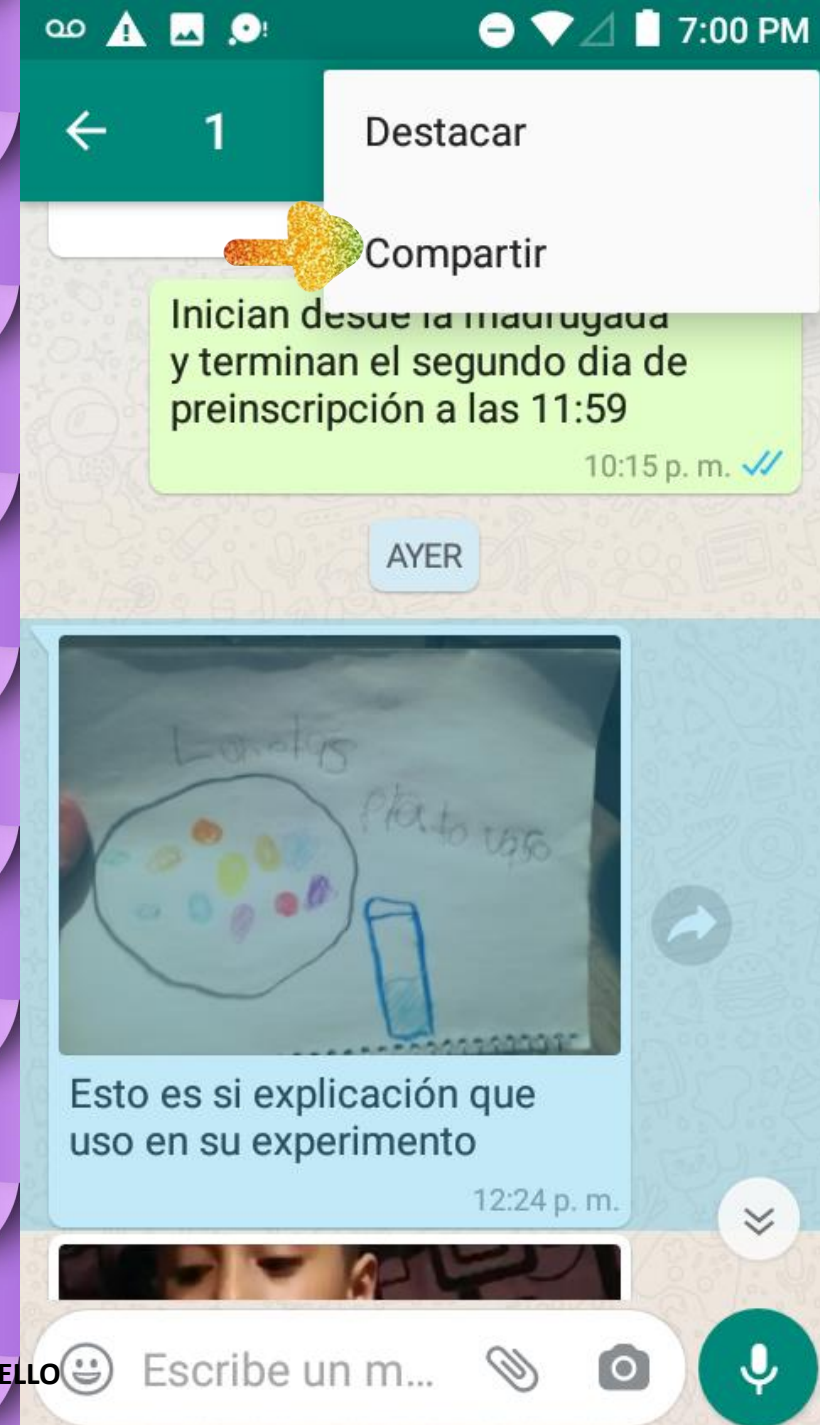 7:00 PM
1
Destacar
Compartir
Inician desde la madrugada
y terminan el segundo dia de
preinscripción a las 11:59
10:15 p. m.
AYER
Lonetas
plato vaso
Esto es si explicación que
uso en su experimento
12:24 p. m.
ELLO
Escribe un m...